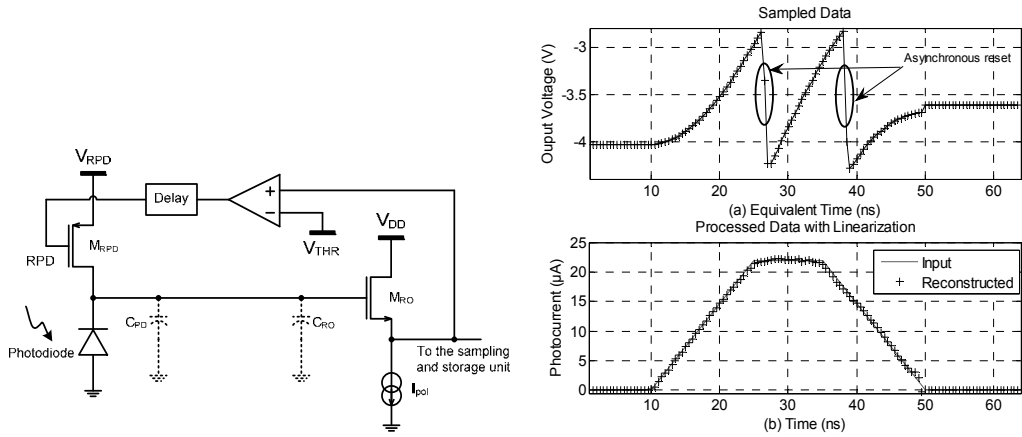 V_RPD
Delay
+
−
V_THR
V_DD
M_RPD
RPD
M_RO
C_PD
C_RO
Photodiode
To the sampling
and storage unit
I_pol
Sampled Data
Ouput Voltage (V)
-3
-3.5
-4
Asynchronous reset
10 20 30 40 50 60
(a) Equivalent Time (ns)
Processed Data with Linearization
Photocurrent (µA)
25
20
15
10
5
0
Input
+ Reconstructed
10 20 30 40 50 60
(b) Time (ns)